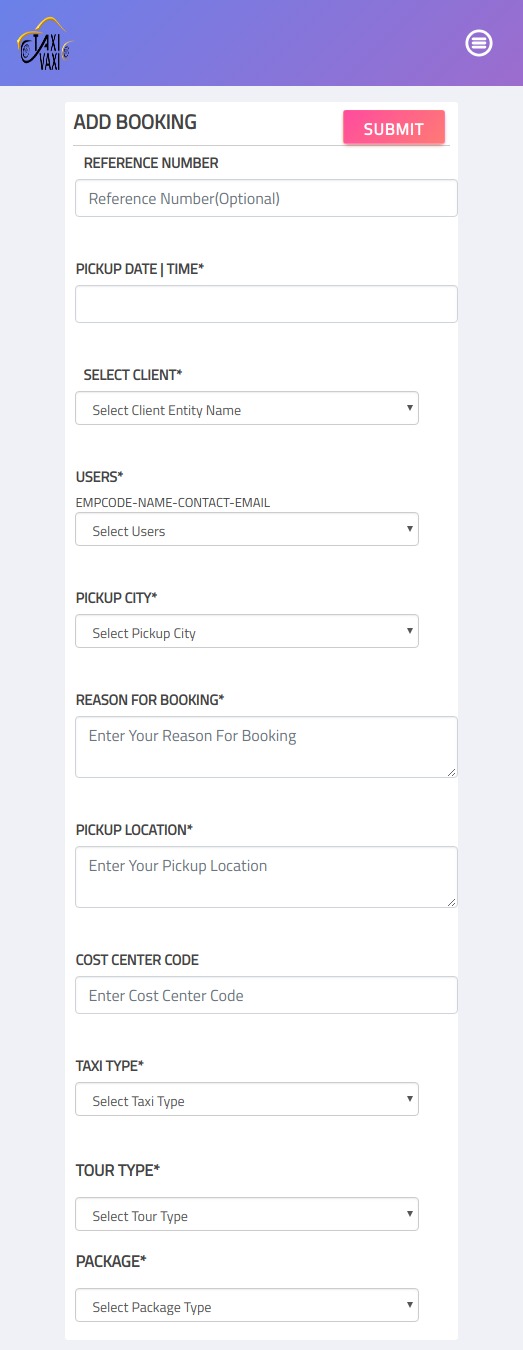 TAXI
VAXI
ADD BOOKING
SUBMIT
REFERENCE NUMBER
Reference Number(Optional)
PICKUP DATE | TIME*
SELECT CLIENT*
Select Client Entity Name
USERS*
EMPCODE-NAME-CONTACT-EMAIL
Select Users
PICKUP CITY*
Select Pickup City
REASON FOR BOOKING*
Enter Your Reason For Booking
PICKUP LOCATION*
Enter Your Pickup Location
COST CENTER CODE
Enter Cost Center Code
TAXI TYPE*
Select Taxi Type
TOUR TYPE*
Select Tour Type
PACKAGE*
Select Package Type